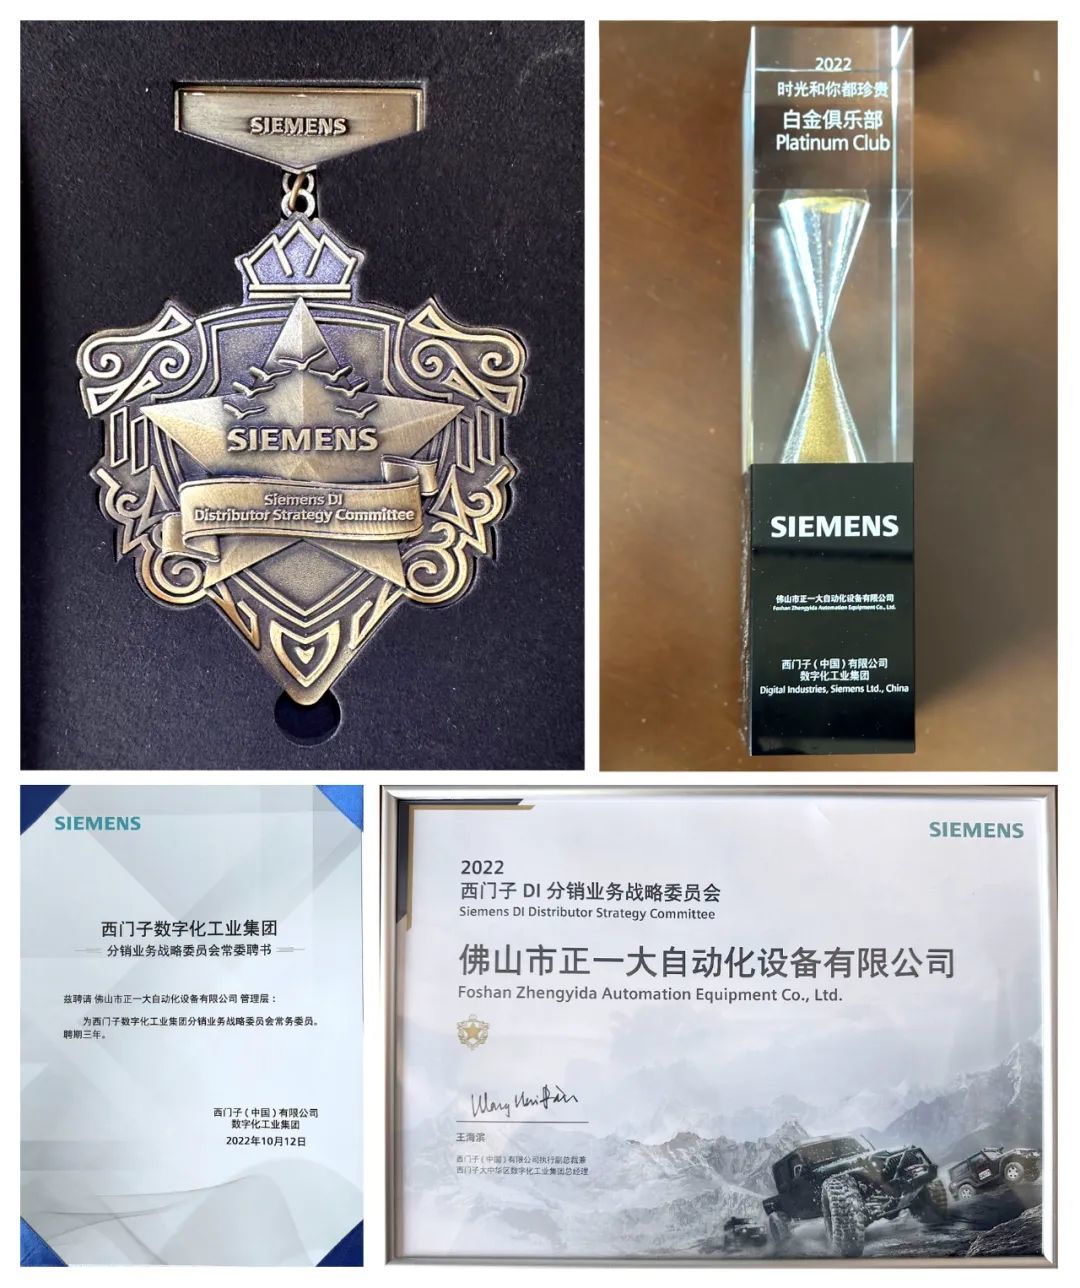 SIEMENS
SIEMENS
Siemens DI
Distributor Strategy Committee
2022
时光和你都珍贵
白金俱乐部
Platinum Club
SIEMENS
佛山市正一大自动化设备有限公司
Foshan Zhengyida Automation Equipment Co., Ltd.
西门子（中国）有限公司
数字化工业集团
Digital Industries, Siemens Ltd., China
SIEMENS
西门子数字化工业集团
分销业务战略委员会常委聘书
兹聘请 佛山市正一大自动化设备有限公司 管理层：
为西门子数字化工业集团分销业务战略委员会常务委员。
聘期三年。
西门子（中国）有限公司
数字化工业集团
2022年10月12日
SIEMENS
2022
西门子 DI 分销业务战略委员会
Siemens DI Distributor Strategy Committee
佛山市正一大自动化设备有限公司
Foshan Zhengyida Automation Equipment Co., Ltd.
王海滨
西门子（中国）有限公司执行副总裁兼
西门子大中华区数字化工业集团总经理